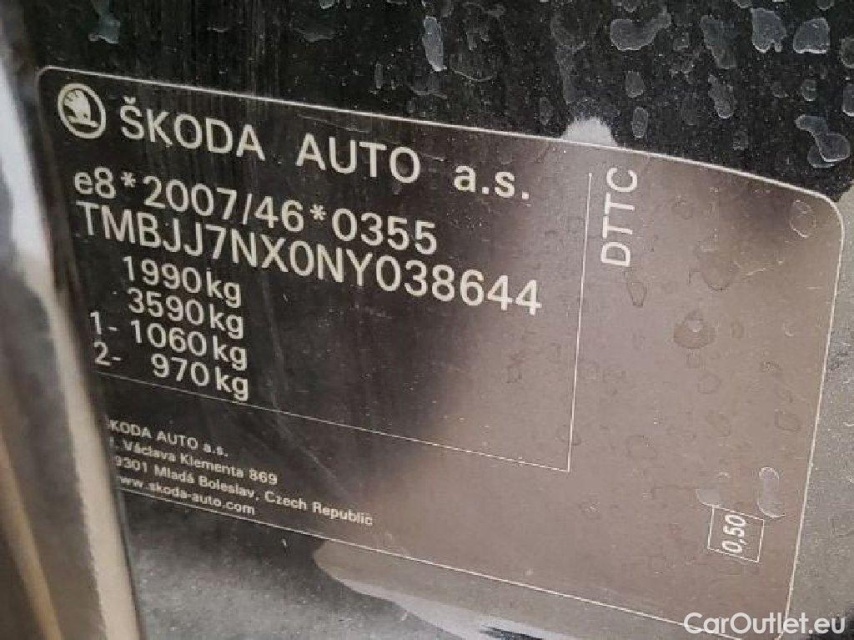 ŠKODA AUTO a.s.
e8*2007/46*0355
TMBJJ7NX0NY038644
1990kg
3590kg
1- 1060kg
2- 970kg
DTTC
KODA AUTO a.s.
. Václava Klementa 869
9301 Mladá Boleslav, Czech Republic
www.skoda-auto.com
0,50
CarOutlet.eu